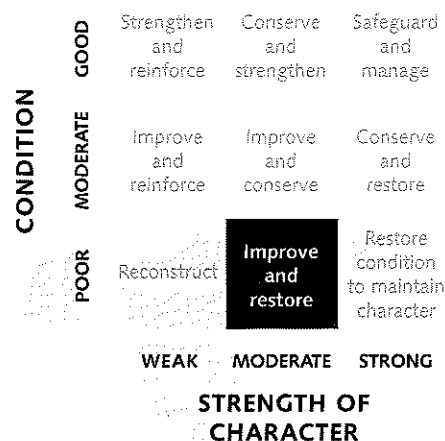 CONDITION
GOOD
Strengthen
and
reinforce
Conserve
and
strengthen
Safeguard
and
manage
MODERATE
Improve
and
reinforce
Improve
and
conserve
Conserve
and
restore
POOR
Reconstruct
Improve
and
restore
Restore
condition
to maintain
character
WEAK MODERATE STRONG
STRENGTH OF
CHARACTER